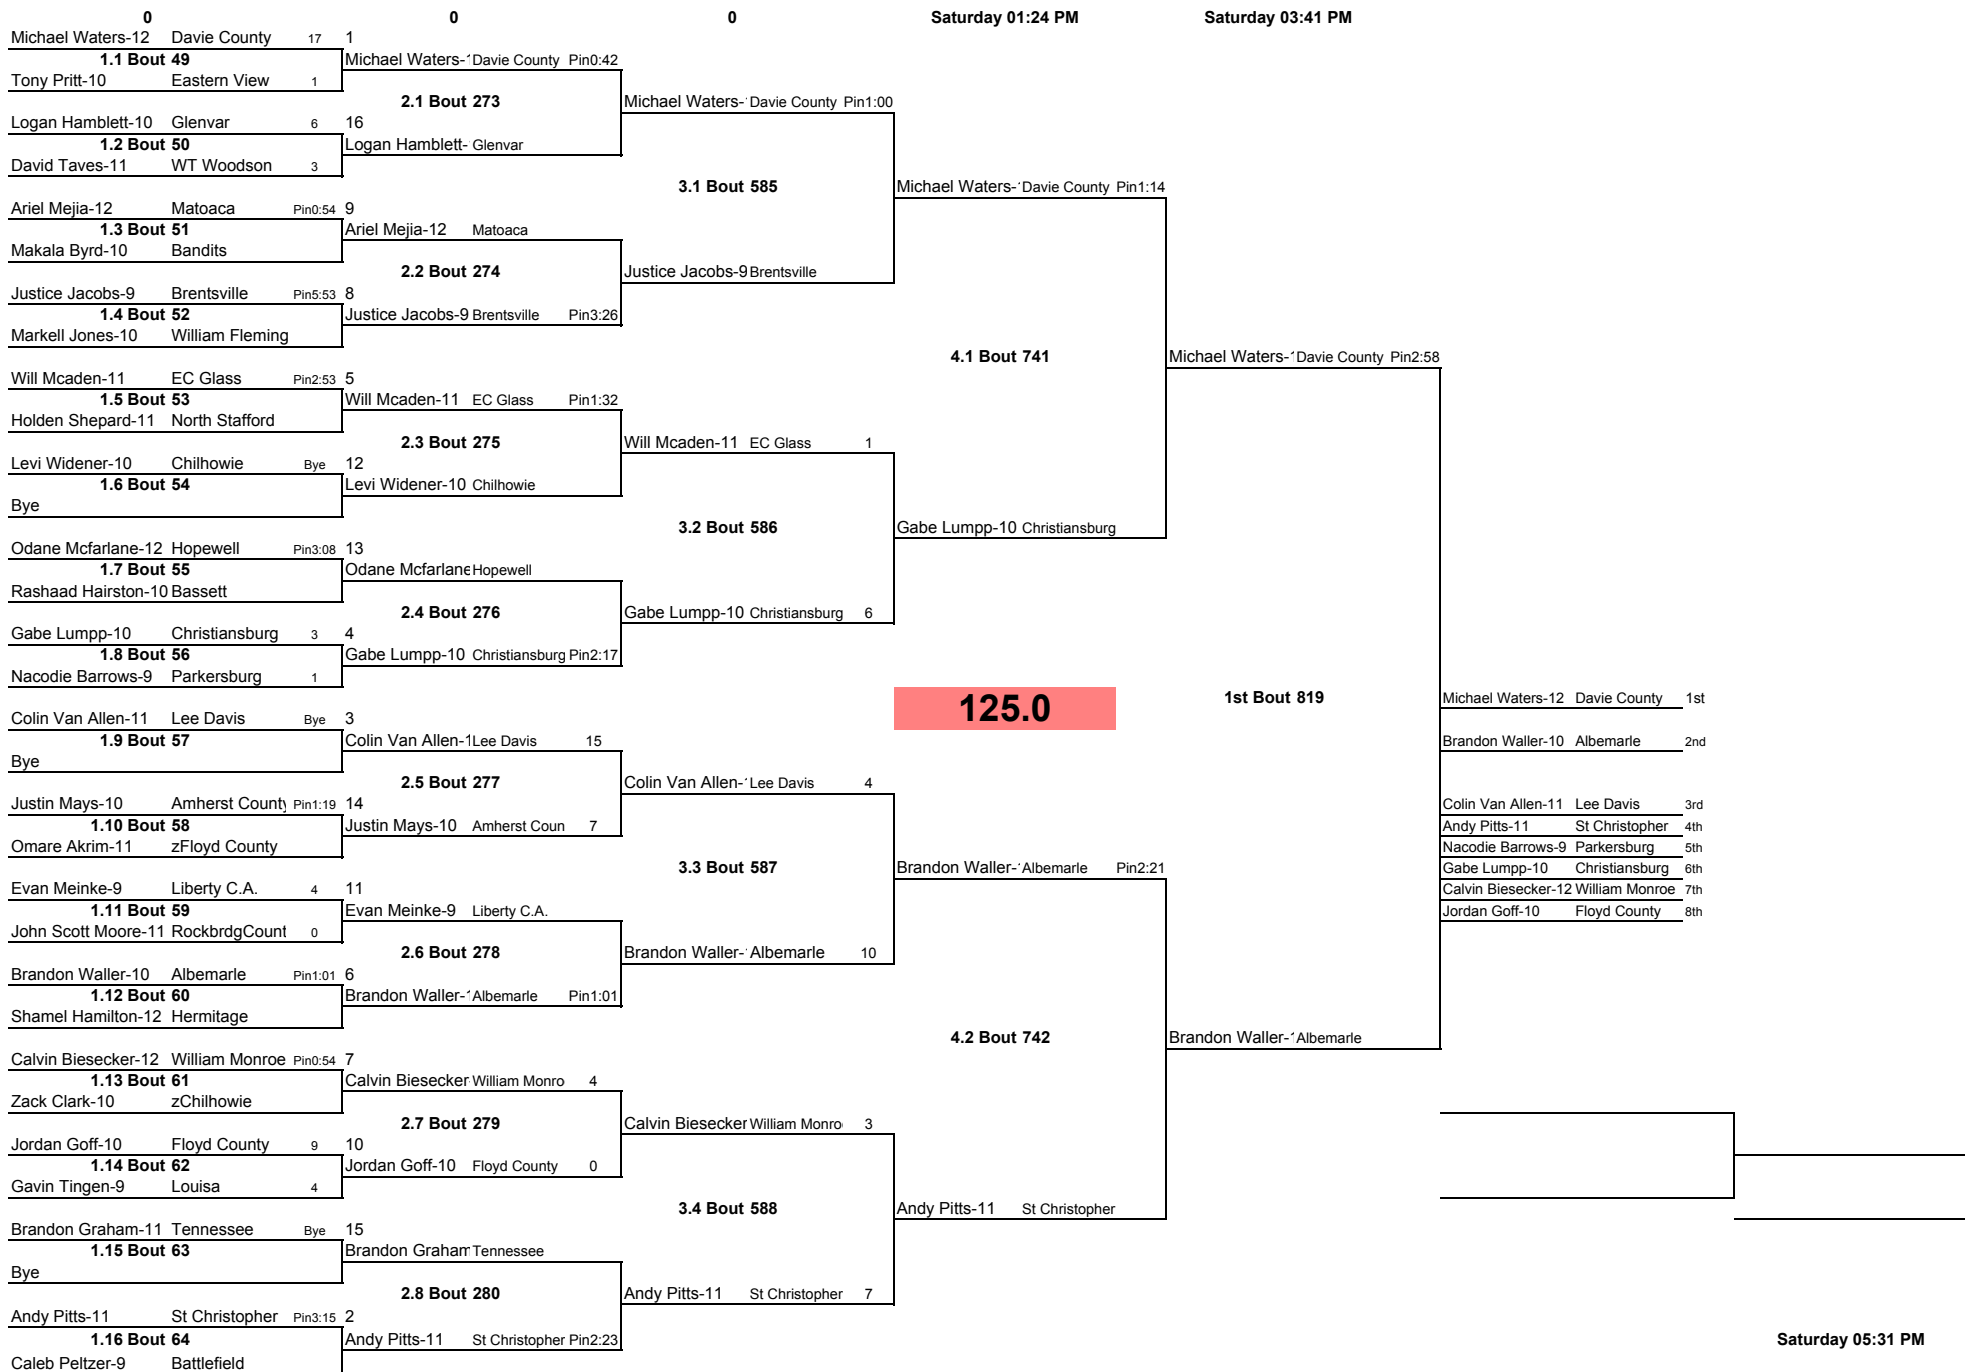 0 0 0 Saturday 01:24 PM Saturday 03:41 PM
Michael Waters-12 Davie County 17 1
1.1 Bout 49 Michael Waters-1 Davie County Pin0:42
Tony Pritt-10 Eastern View 1
2.1 Bout 273 Michael Waters-1 Davie County Pin1:00
Logan Hamblett-10 Glenvar 6 16
1.2 Bout 50 Logan Hamblett- Glenvar
David Taves-11 WT Woodson 3
3.1 Bout 585 Michael Waters-1 Davie County Pin1:14
Ariel Mejia-12 Matoaca Pin0:54 9
1.3 Bout 51 Ariel Mejia-12 Matoaca
Makala Byrd-10 Bandits
2.2 Bout 274 Justice Jacobs-9 Brentsville
Justice Jacobs-9 Brentsville Pin5:53 8
1.4 Bout 52 Justice Jacobs-9 Brentsville Pin3:26
Markell Jones-10 William Fleming
4.1 Bout 741 Michael Waters-1 Davie County Pin2:58
Will Mcaden-11 EC Glass Pin2:53 5
1.5 Bout 53 Will Mcaden-11 EC Glass Pin1:32
Holden Shepard-11 North Stafford
2.3 Bout 275 Will Mcaden-11 EC Glass 1
Levi Widener-10 Chilhowie Bye 12
1.6 Bout 54 Levi Widener-10 Chilhowie
Bye
3.2 Bout 586 Gabe Lumpp-10 Christiansburg
Odane Mcfarlane-12 Hopewell Pin3:08 13
1.7 Bout 55 Odane Mcfarlane Hopewell
Rashaad Hairston-10 Bassett
2.4 Bout 276 Gabe Lumpp-10 Christiansburg 6
Gabe Lumpp-10 Christiansburg 3 4
1.8 Bout 56 Gabe Lumpp-10 Christiansburg Pin2:17
Nacodie Barrows-9 Parkersburg 1
125.0 1st Bout 819 Michael Waters-12 Davie County 1st
Colin Van Allen-11 Lee Davis Bye 3
1.9 Bout 57 Colin Van Allen-1 Lee Davis 15 Brandon Waller-10 Albemarle 2nd
Bye
2.5 Bout 277 Colin Van Allen-1 Lee Davis 4
Justin Mays-10 Amherst County Pin1:19 14 Colin Van Allen-11 Lee Davis 3rd
1.10 Bout 58 Justin Mays-10 Amherst Coun 7 Andy Pitts-11 St Christopher 4th
Omare Akrim-11 zFloyd County Nacodie Barrows-9 Parkersburg 5th
3.3 Bout 587 Brandon Waller-1 Albemarle Pin2:21 Gabe Lumpp-10 Christiansburg 6th
Evan Meinke-9 Liberty C.A. 4 11 Calvin Biesecker-12 William Monroe 7th
1.11 Bout 59 Evan Meinke-9 Liberty C.A. Jordan Goff-10 Floyd County 8th
John Scott Moore-11 RockbrdgCount 0
2.6 Bout 278 Brandon Waller-1 Albemarle 10
Brandon Waller-10 Albemarle Pin1:01 6
1.12 Bout 60 Brandon Waller-1 Albemarle Pin1:01
Shamel Hamilton-12 Hermitage
4.2 Bout 742 Brandon Waller-1 Albemarle
Calvin Biesecker-12 William Monroe Pin0:54 7
1.13 Bout 61 Calvin Biesecker William Monro 4
Zack Clark-10 zChilhowie
2.7 Bout 279 Calvin Biesecker William Monro 3
Jordan Goff-10 Floyd County 9 10
1.14 Bout 62 Jordan Goff-10 Floyd County 0
Gavin Tingen-9 Louisa 4
3.4 Bout 588 Andy Pitts-11 St Christopher
Brandon Graham-11 Tennessee Bye 15
1.15 Bout 63 Brandon Graham Tennessee
Bye
2.8 Bout 280 Andy Pitts-11 St Christopher 7
Andy Pitts-11 St Christopher Pin3:15 2
1.16 Bout 64 Andy Pitts-11 St Christopher Pin2:23 Saturday 05:31 PM
Caleb Peltzer-9 Battlefield